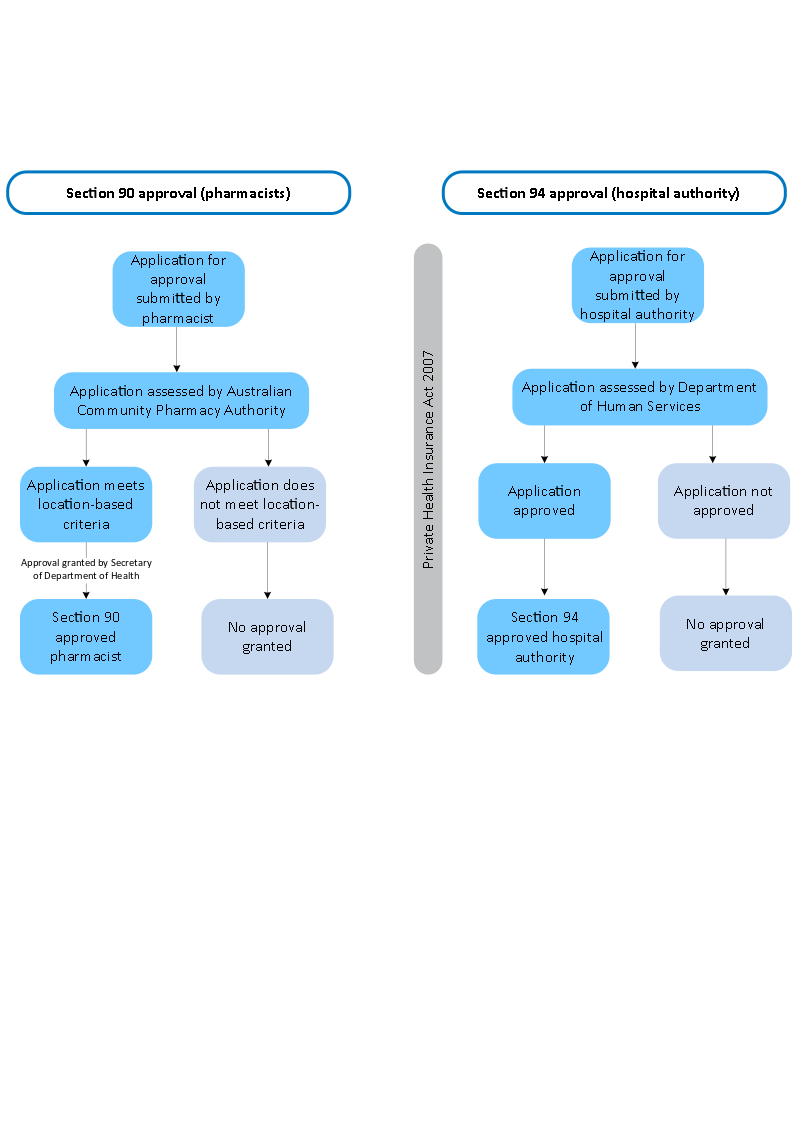 Section 90 approval (pharmacists)
Application for
approval
submitted by
pharmacist
Application assessed by Australian
Community Pharmacy Authority
Application meets
location-based
criteria
Application does
not meet location-
based criteria
Approval granted by Secretary
of Department of Health
Section 90
approved
pharmacist
No approval
granted
Private Health Insurance Act 2007
Section 94 approval (hospital authority)
Application for
approval
submitted by
hospital authority
Application assessed by Department
of Human Services
Application
approved
Application not
approved
Section 94
approved hospital
authority
No approval
granted